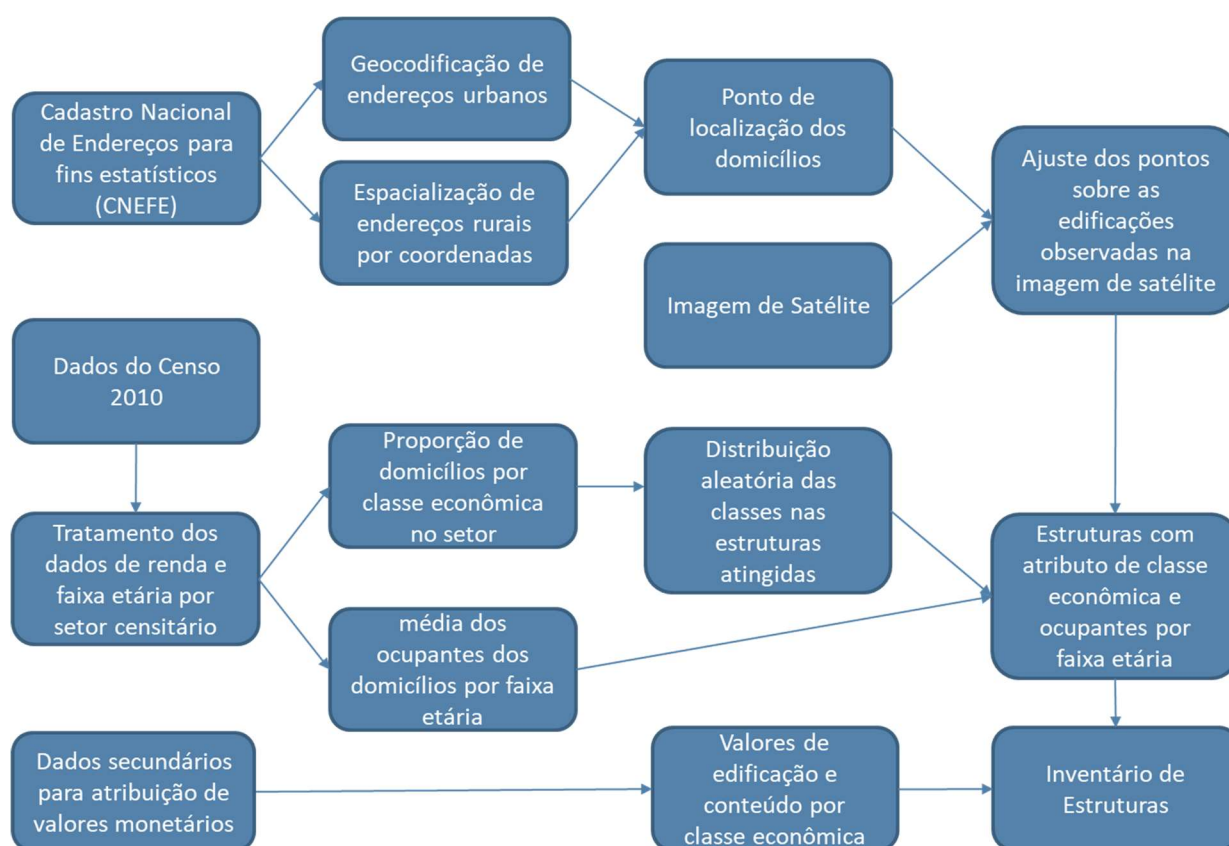 Cadastro Nacional
de Endereços para
fins estatísticos
(CNEFE)
Geocodificação de
endereços urbanos
Espacialização de
endereços rurais
por coordenadas
Ponto de
localização dos
domicílios
Imagem de Satélite
Ajuste dos pontos
sobre as
edificações
observadas na
imagem de satélite
Dados do Censo
2010
Tratamento dos
dados de renda e
faixa etária por
setor censitário
Proporção de
domicílios por
classe econômica
no setor
média dos
ocupantes dos
domicílios por faixa
etária
Distribuição
aleatória das
classes nas
estruturas
atingidas
Estruturas com
atributo de classe
econômica e
ocupantes por
faixa etária
Dados secundários
para atribuição de
valores monetários
Valores de
edificação e
conteúdo por
classe econômica
Inventário de
Estruturas